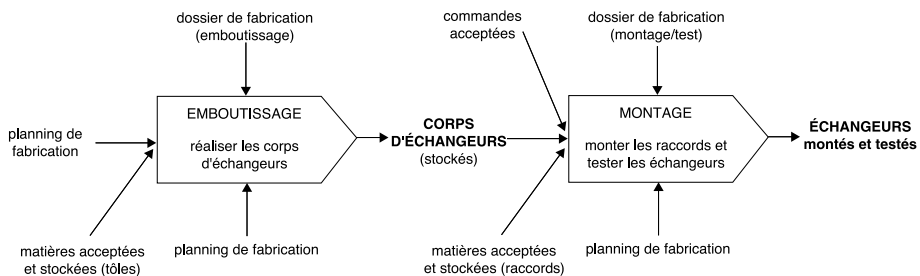 dossier de fabrication
(emboutissage)
commandes
acceptées
dossier de fabrication
(montage/test)
planning de
fabrication
EMBOUTISSAGE
réaliser les corps
d'échangeurs
CORPS
D'ÉCHANGEURS
(stockés)
MONTAGE
monter les raccords et
tester les échangeurs
ÉCHANGEURS
montés et testés
matières acceptées
et stockées (tôles)
planning de fabrication
matières acceptées
et stockées (raccords)
planning de fabrication